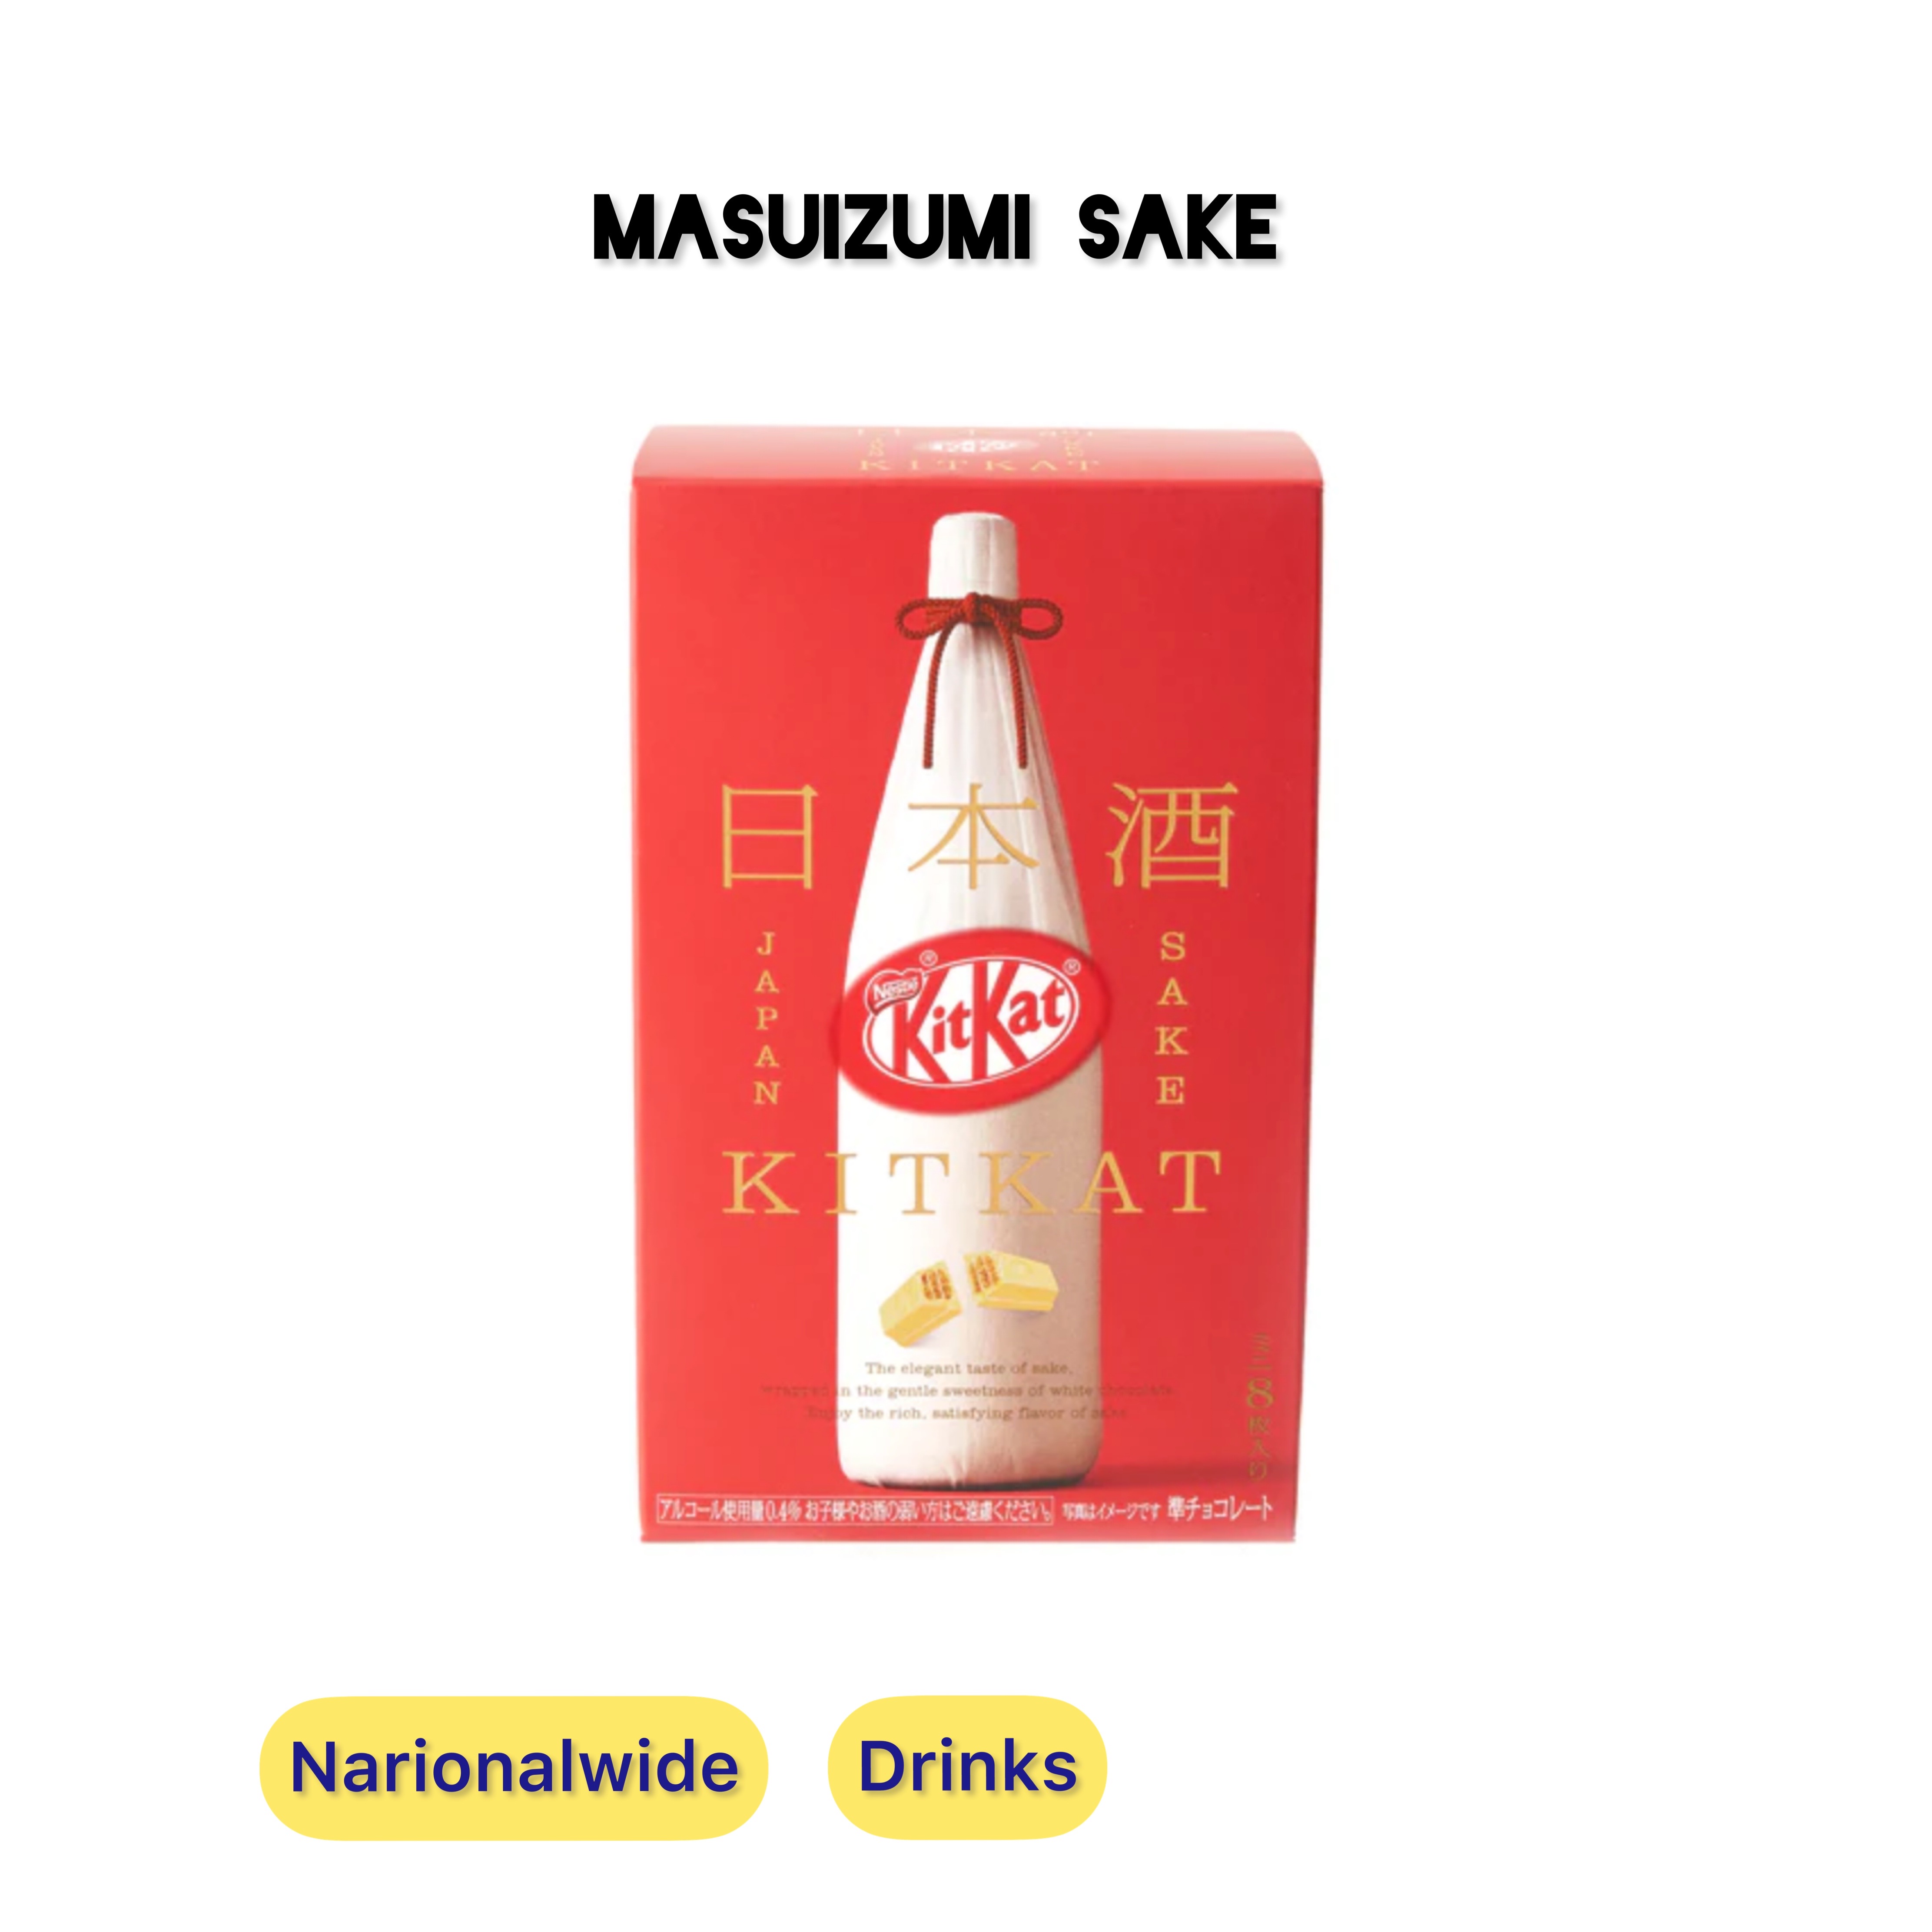 MASUIZUMI SAKE
KITKAT
日本酒
JAPAN
SAKE
Nestlé
KitKat
KITKAT
The elegant taste of sake,
Wrapped in the gentle sweetness of white chocolate.
Enjoy the rich, satisfying flavor of sake.
ミニ8枚入り
アルコール使用量0.4% お子様やお酒の弱い方はご遠慮ください。 写真はイメージです 準チョコレート
Narionalwide
Drinks